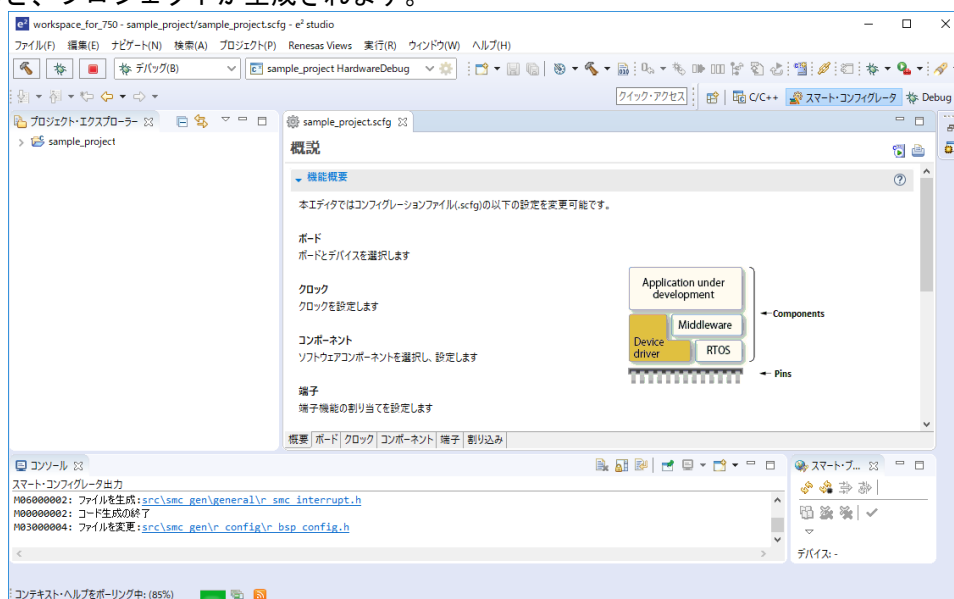 と、プロジェクトが生成されます。
workspace_for_750 - sample_project/sample_project.scfg - e² studio
ファイル(F) 編集(E) ナビゲート(N) 検索(A) プロジェクト(P) Renesas Views 実行(R) ウィンドウ(W) ヘルプ(H)
デバッグ(B) sample_project HardwareDebug
クイック・アクセス C/C++ スマート・コンフィグレータ Debug
プロジェクト・エクスプローラー
sample_project
sample_project.scfg
概説
機能概要
本エディタではコンフィグレーションファイル(.scfg)の以下の設定を変更可能です。
ボード
ボードとデバイスを選択します
クロック
クロックを設定します
コンポーネント
ソフトウェアコンポーネントを選択し、設定します
端子
端子機能の割り当てを設定します
Application under
development
Middleware
Device
driver
RTOS
Components
Pins
概要 ボード クロック コンポーネント 端子 割り込み
コンソール
スマート・コンフィグレータ出力
M06000002: ファイルを生成:src\smc_gen\general\r_smc_interrupt.h
M00000002: コード生成の終了
M03000004: ファイルを変更:src\smc_gen\r_config\r_bsp_config.h
スマート・ブ...
デバイス: -
コンテキスト・ヘルプをポーリング中: (85%)